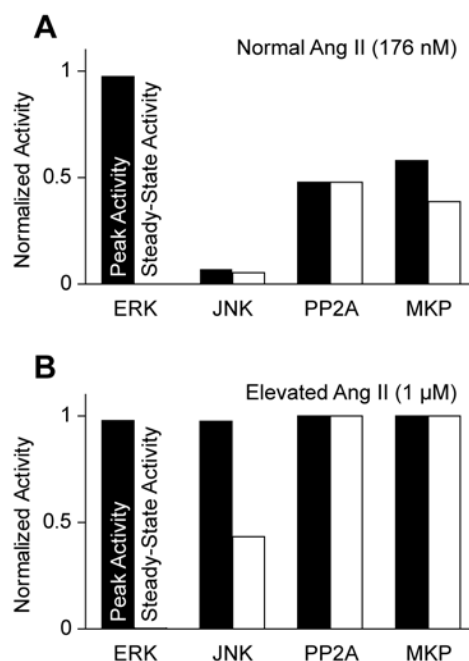 A
Normal Ang II (176 nM)
Normalized Activity
1
0.5
0
Peak Activity
Steady-State Activity
ERK JNK PP2A MKP
B
Elevated Ang II (1 µM)
Normalized Activity
1
0.5
0
Peak Activity
Steady-State Activity
ERK JNK PP2A MKP